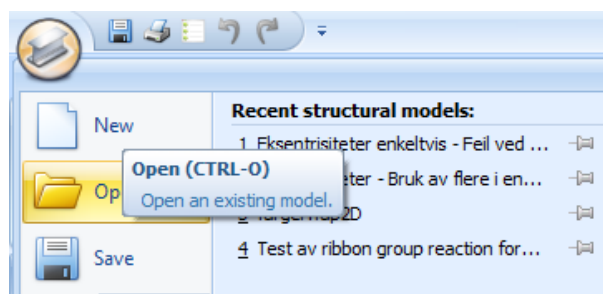 Recent structural models:
New
1 Eksentrisiteter enkeltvis - Feil ved ...
Open (CTRL-O)
Open an existing model.
Op
eter - Bruk av flere i en...
Save
4 Test av ribbon group reaction for...